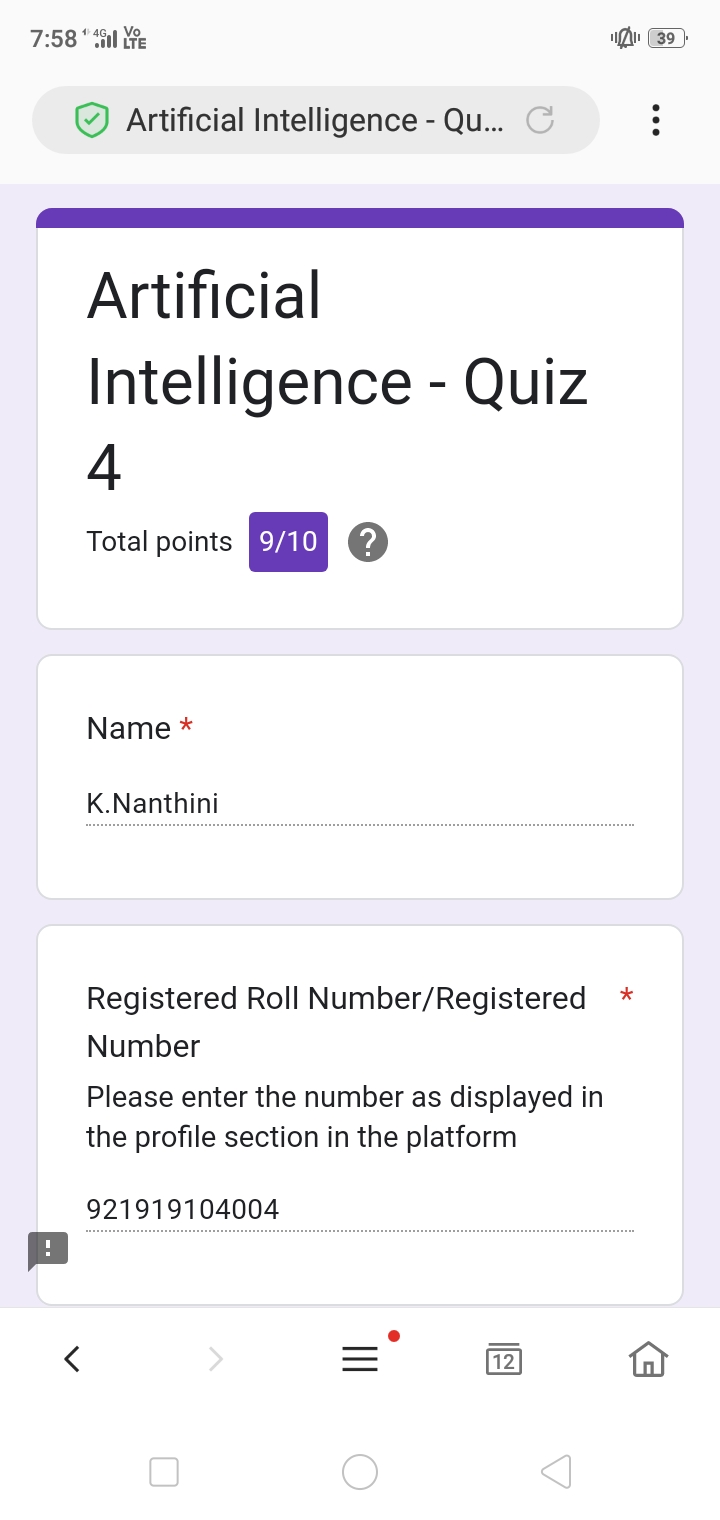 7:58 4G Vo LTE 39
Artificial Intelligence - Qu...
Artificial
Intelligence - Quiz
4
Total points 9/10 ?
Name *
K.Nanthini
Registered Roll Number/Registered *
Number
Please enter the number as displayed in
the profile section in the platform
921919104004
!
12